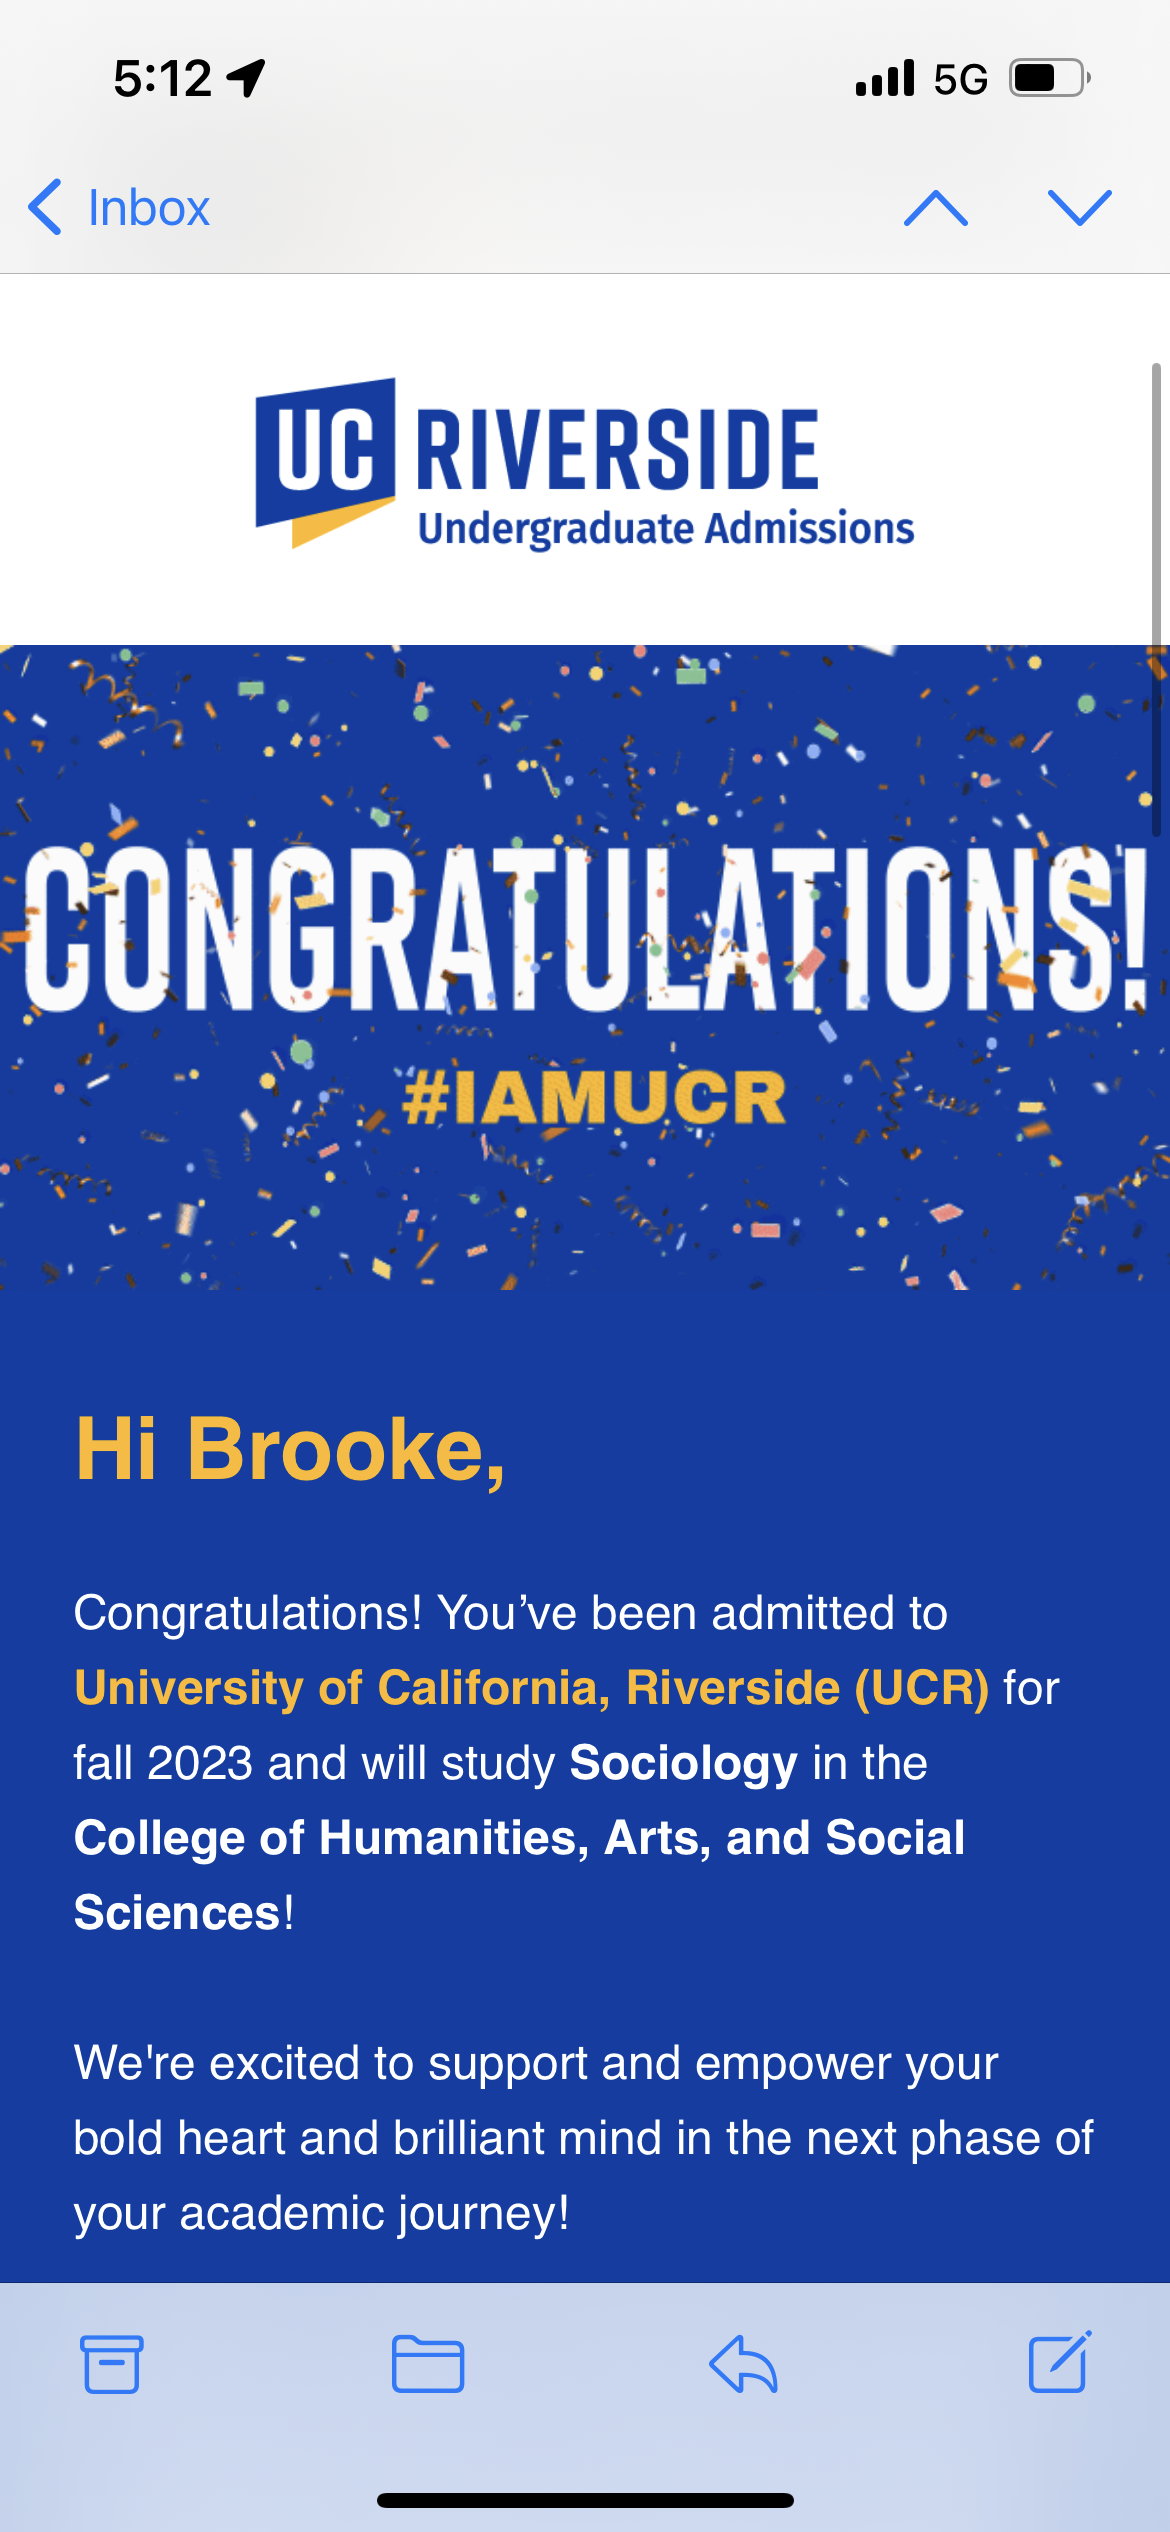 5:12
5G
Inbox
UC RIVERSIDE
Undergraduate Admissions
CONGRATULATIONS!
#IAMUCR
Hi Brooke,
Congratulations! You’ve been admitted to
University of California, Riverside (UCR) for
fall 2023 and will study Sociology in the
College of Humanities, Arts, and Social
Sciences!
We're excited to support and empower your
bold heart and brilliant mind in the next phase of
your academic journey!